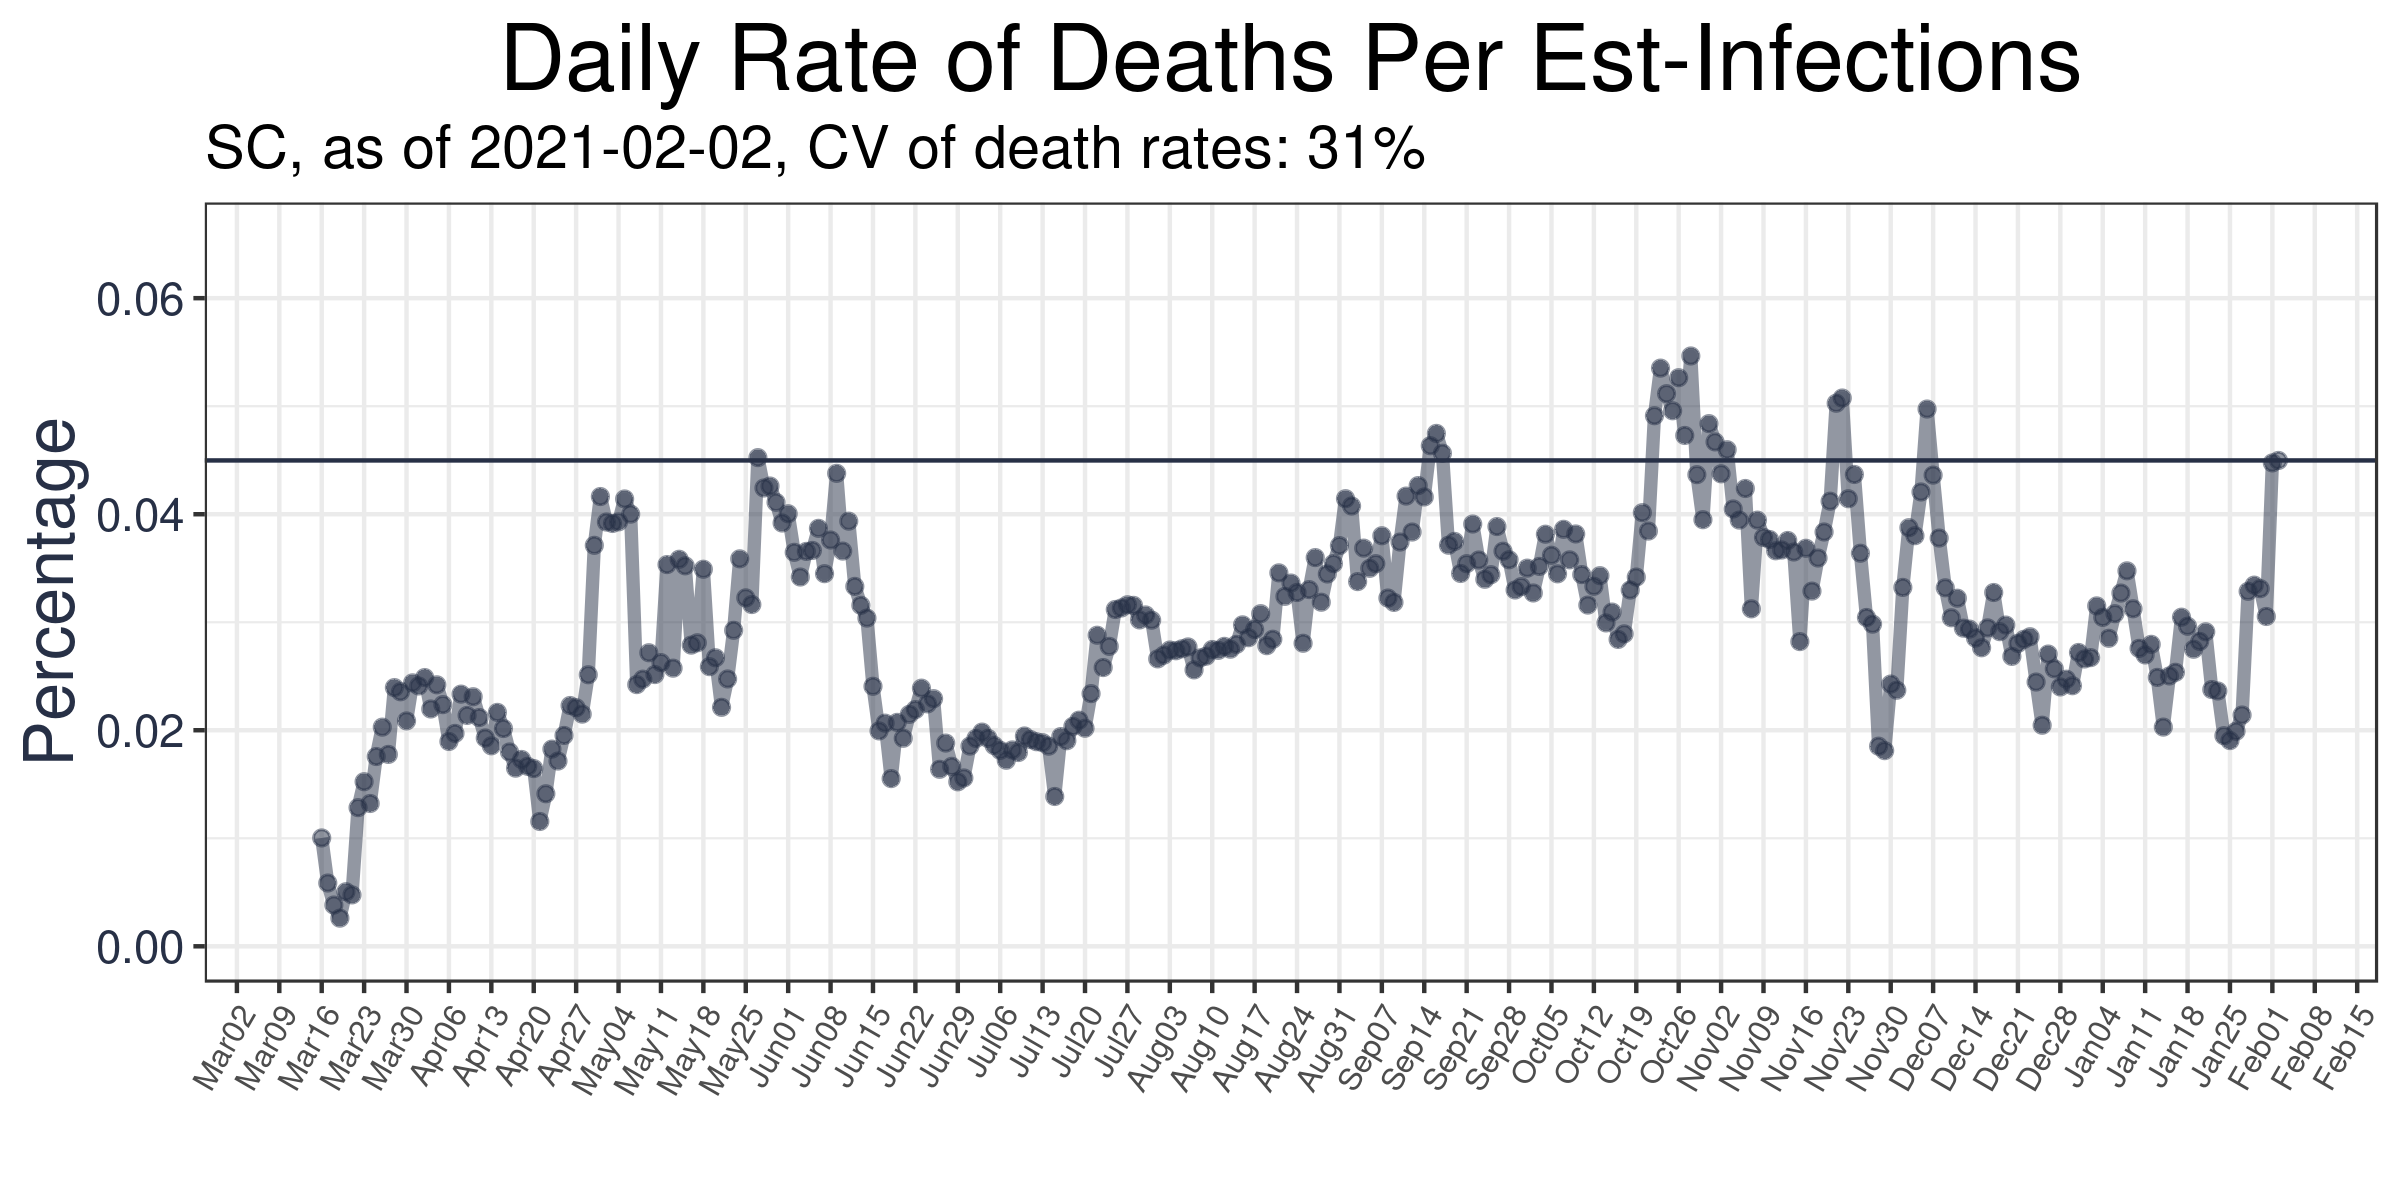 Daily Rate of Deaths Per Est-Infections
SC, as of 2021-02-02, CV of death rates: 31%
Percentage
0.06
0.04
0.02
0.00
Mar02
Mar09
Mar16
Mar23
Mar30
Apr06
Apr13
Apr20
Apr27
May04
May11
May18
May25
Jun01
Jun08
Jun15
Jun22
Jun29
Jul06
Jul13
Jul20
Jul27
Aug03
Aug10
Aug17
Aug24
Aug31
Sep07
Sep14
Sep21
Sep28
Oct05
Oct12
Oct19
Oct26
Nov02
Nov09
Nov16
Nov23
Nov30
Dec07
Dec14
Dec21
Dec28
Jan04
Jan11
Jan18
Jan25
Feb01
Feb08
Feb15